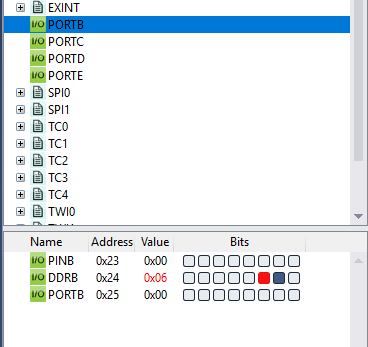 EXINT
I/O PORTB
I/O PORTC
I/O PORTD
I/O PORTE
SPI0
SPI1
TC0
TC1
TC2
TC3
TC4
TWI0
Name Address Value Bits
I/O PINB 0x23 0x00
I/O DDRB 0x24 0x06
I/O PORTB 0x25 0x00